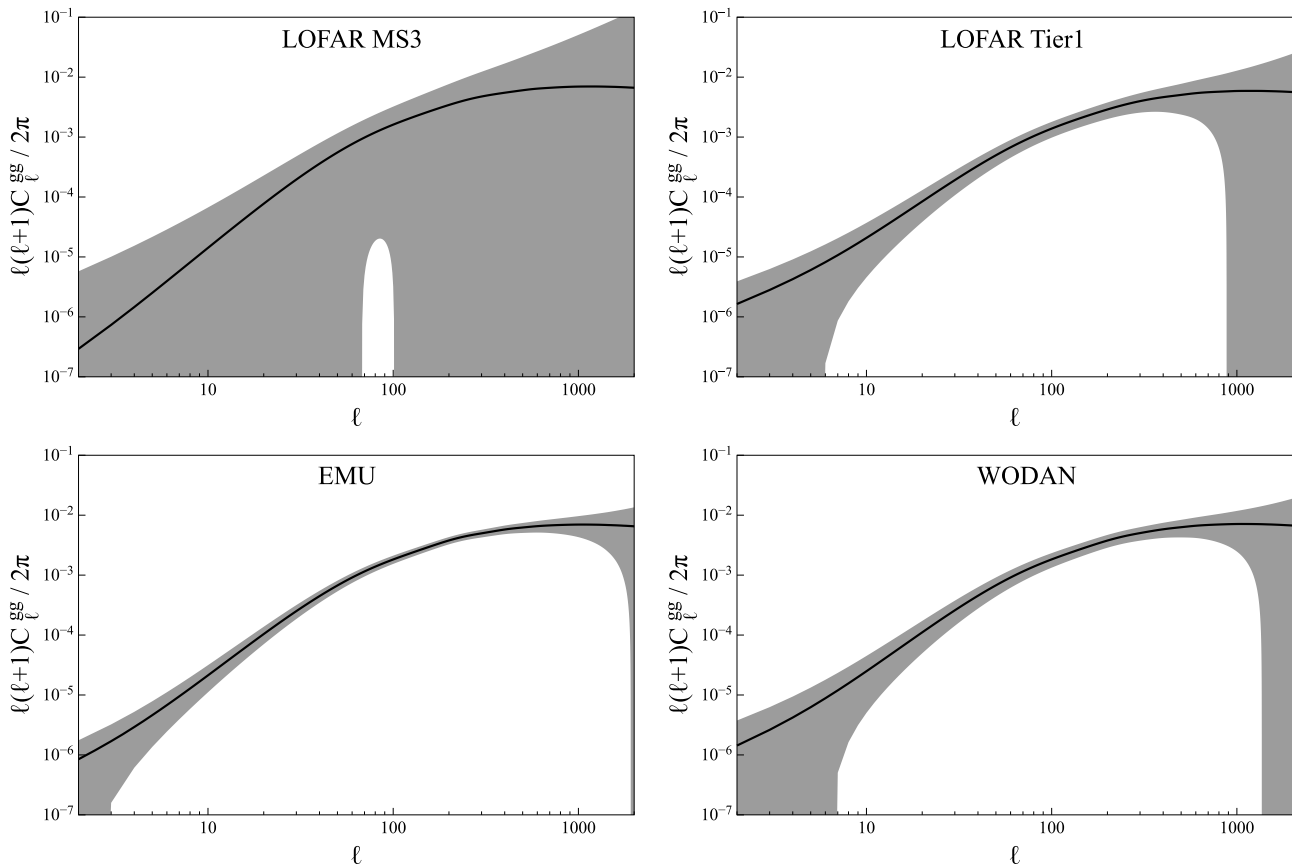 LOFAR MS3
ℓ(ℓ+1)C_ℓ^gg / 2π
10⁻¹
10⁻²
10⁻³
10⁻⁴
10⁻⁵
10⁻⁶
10⁻⁷
10 100 1000
ℓ
LOFAR Tier1
ℓ(ℓ+1)C_ℓ^gg / 2π
10⁻¹
10⁻²
10⁻³
10⁻⁴
10⁻⁵
10⁻⁶
10⁻⁷
10 100 1000
ℓ
EMU
ℓ(ℓ+1)C_ℓ^gg / 2π
10⁻¹
10⁻²
10⁻³
10⁻⁴
10⁻⁵
10⁻⁶
10⁻⁷
10 100 1000
ℓ
WODAN
ℓ(ℓ+1)C_ℓ^gg / 2π
10⁻¹
10⁻²
10⁻³
10⁻⁴
10⁻⁵
10⁻⁶
10⁻⁷
10 100 1000
ℓ